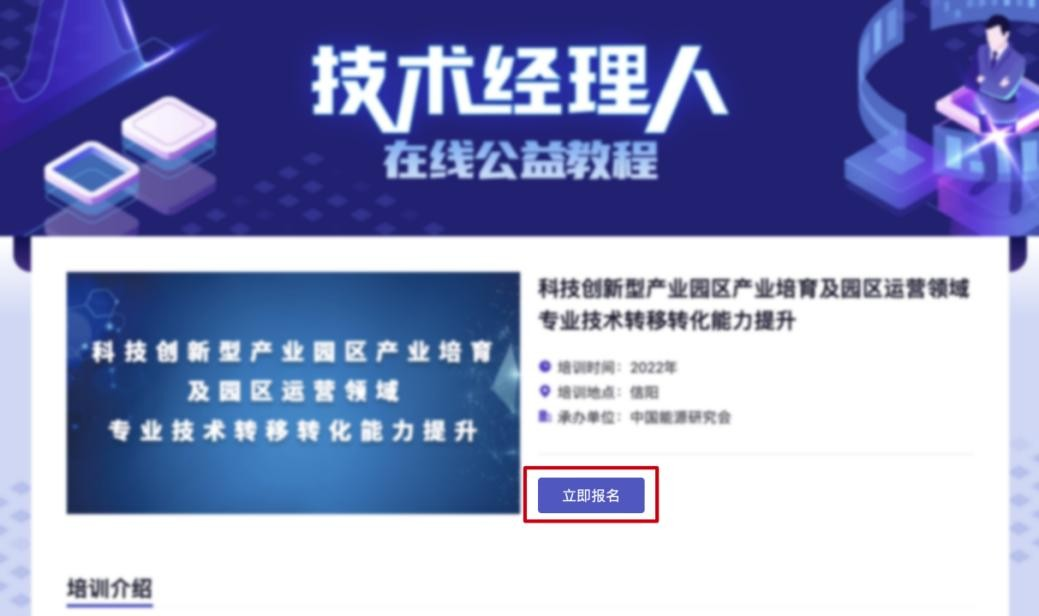 技术经理人
在线公益教程
科技创新型产业园区产业培育
及园区运营领域
专业技术转移转化能力提升
科技创新型产业园区产业培育及园区运营领域
专业技术转移转化能力提升
培训时间：2022年
培训地点：信阳
承办单位：中国能源研究会
立即报名
培训介绍